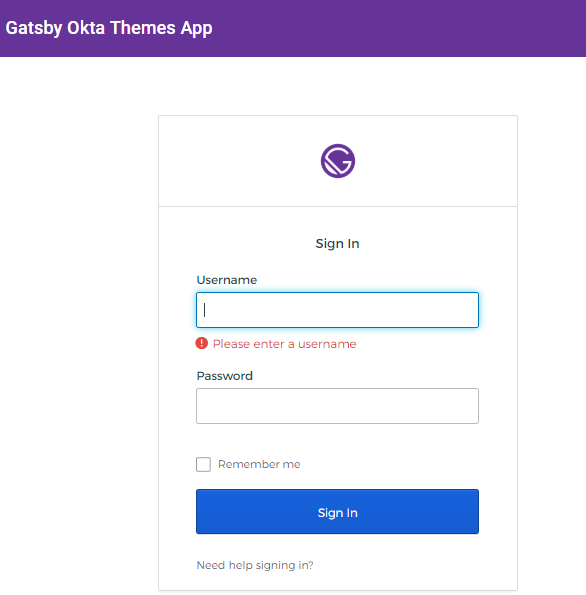 Gatsby Okta Themes App
Sign In
Username
Please enter a username
Password
Remember me
Sign In
Need help signing in?